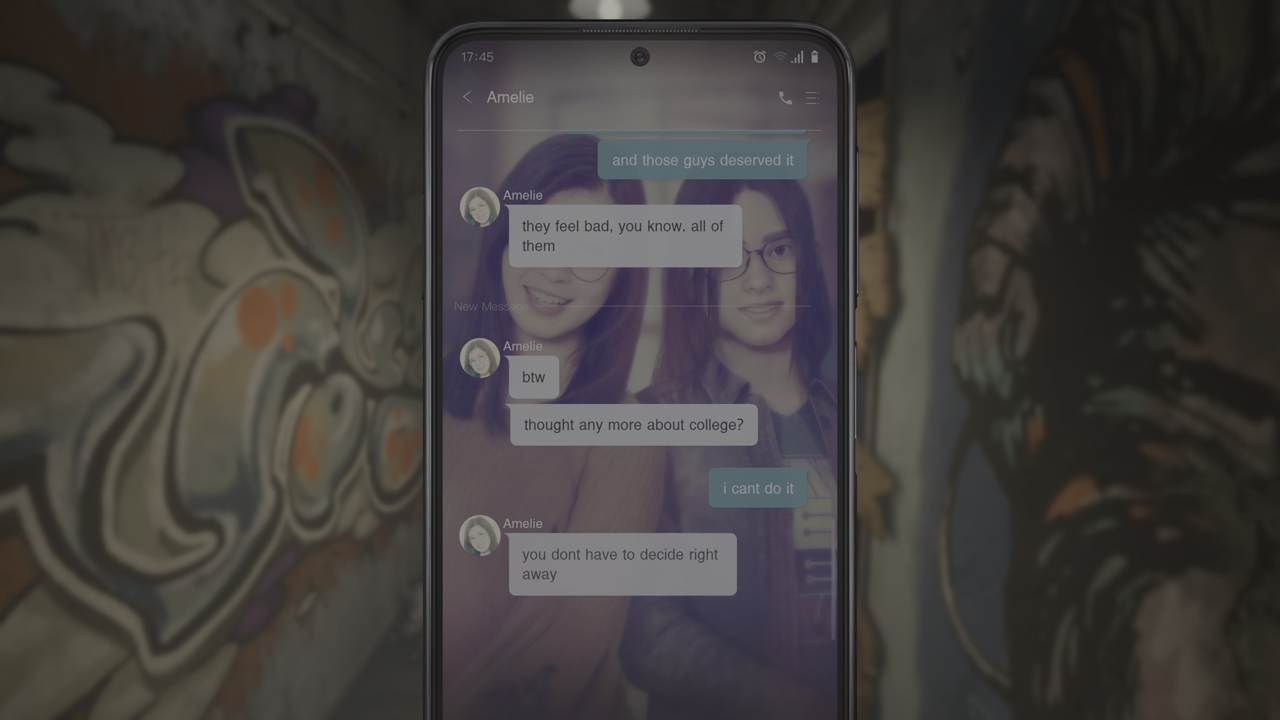 17:45
Amelie
and those guys deserved it
Amelie
they feel bad, you know. all of
them
New Message
Amelie
btw
thought any more about college?
i cant do it
Amelie
you dont have to decide right
away